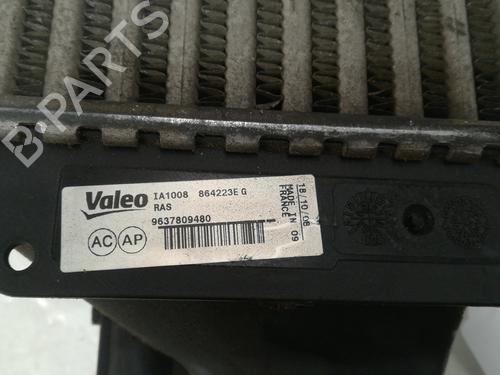 B-PARTS
Valeo
IA1008 864223E G
RAS
9637809480
AC AP
MADE IN
FRANCE
18/10/06
09